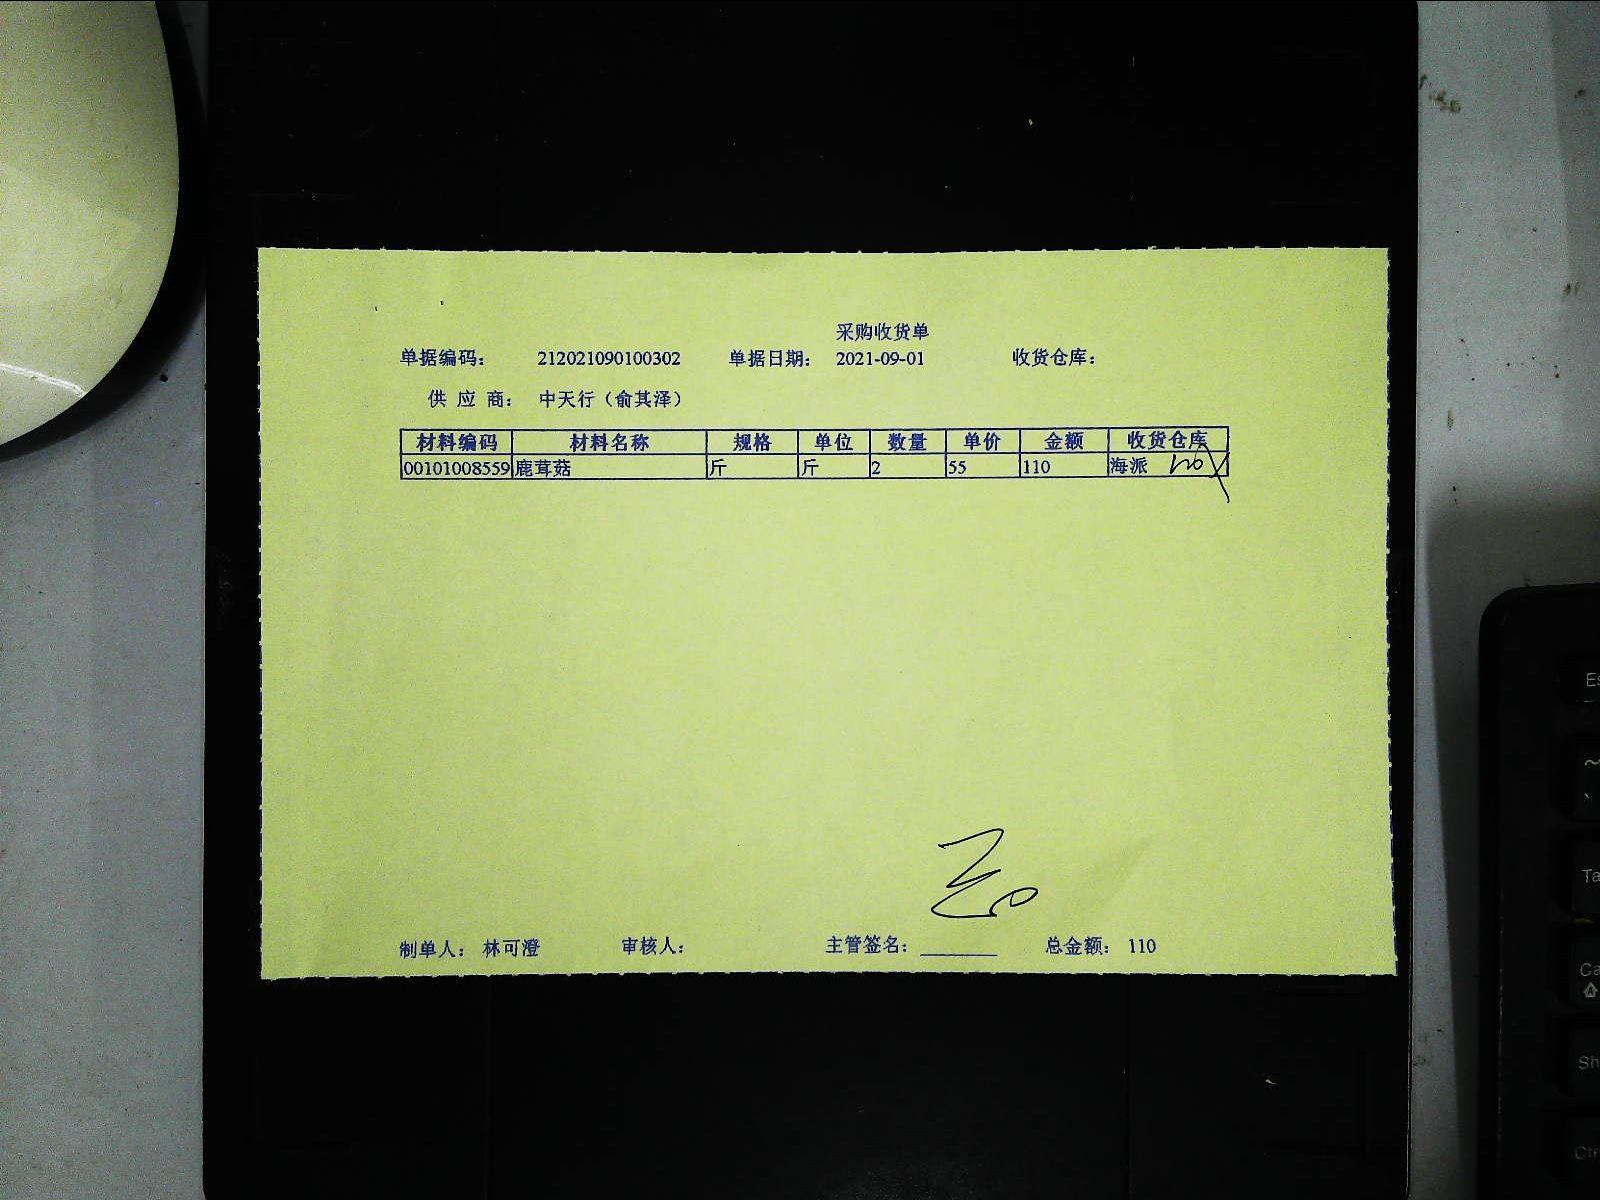 采购收货单
单据编码： 212021090100302 单据日期： 2021-09-01 收货仓库：
供 应 商： 中天行（俞其泽）
材料编码 材料名称 规格 单位 数量 单价 金额 收货仓库
00101008559 鹿茸菇 斤 斤 2 55 110 海派
制单人： 林可澄 审核人： 主管签名： 总金额： 110